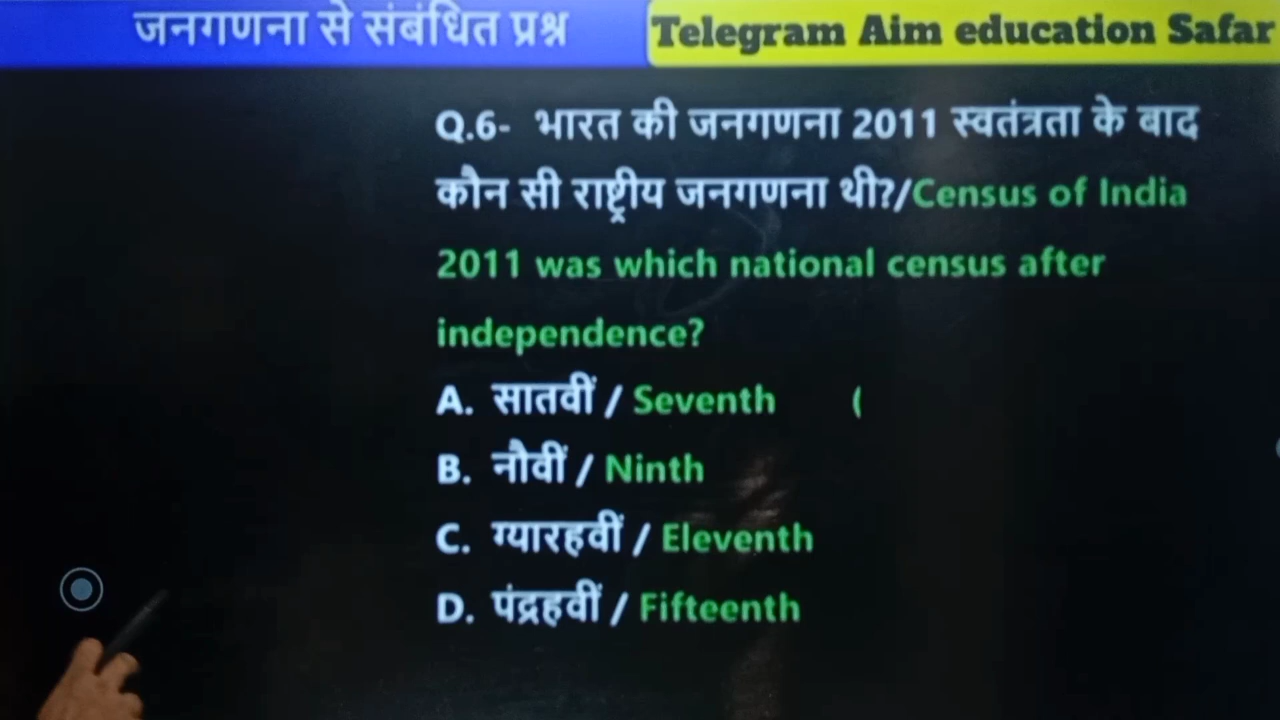 जनगणना से संबंधित प्रश्न
Telegram Aim education Safar
Q.6- भारत की जनगणना 2011 स्वतंत्रता के बाद
कौन सी राष्ट्रीय जनगणना थी?/Census of India
2011 was which national census after
independence?
A. सातवीं / Seventh (
B. नौवीं / Ninth
C. ग्यारहवीं / Eleventh
D. पंद्रहवीं / Fifteenth